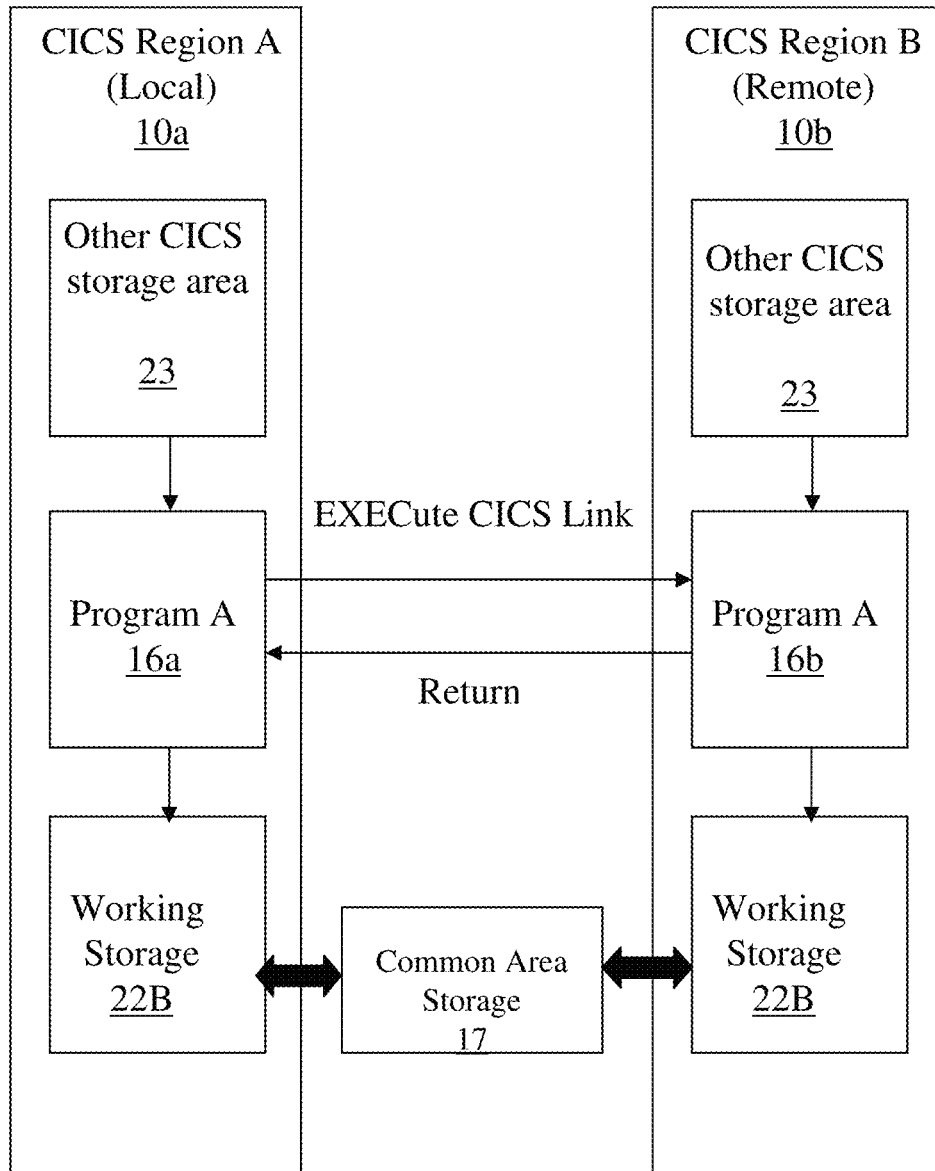 CICS Region A
(Local)
10a
CICS Region B
(Remote)
10b
Other CICS
storage area
23
Other CICS
storage area
23
EXECute CICS Link
Program A
16a
Program A
16b
Return
Working
Storage
22B
Common Area
Storage
17
Working
Storage
22B